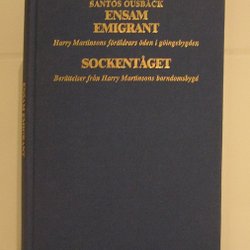 SANTOS OUSBÄCK
ENSAM
EMIGRANT
Harry Martinsons föräldrars öden i göingebygden
SOCKENTÅGET
Berättelser från Harry Martinsons barndomsbygd